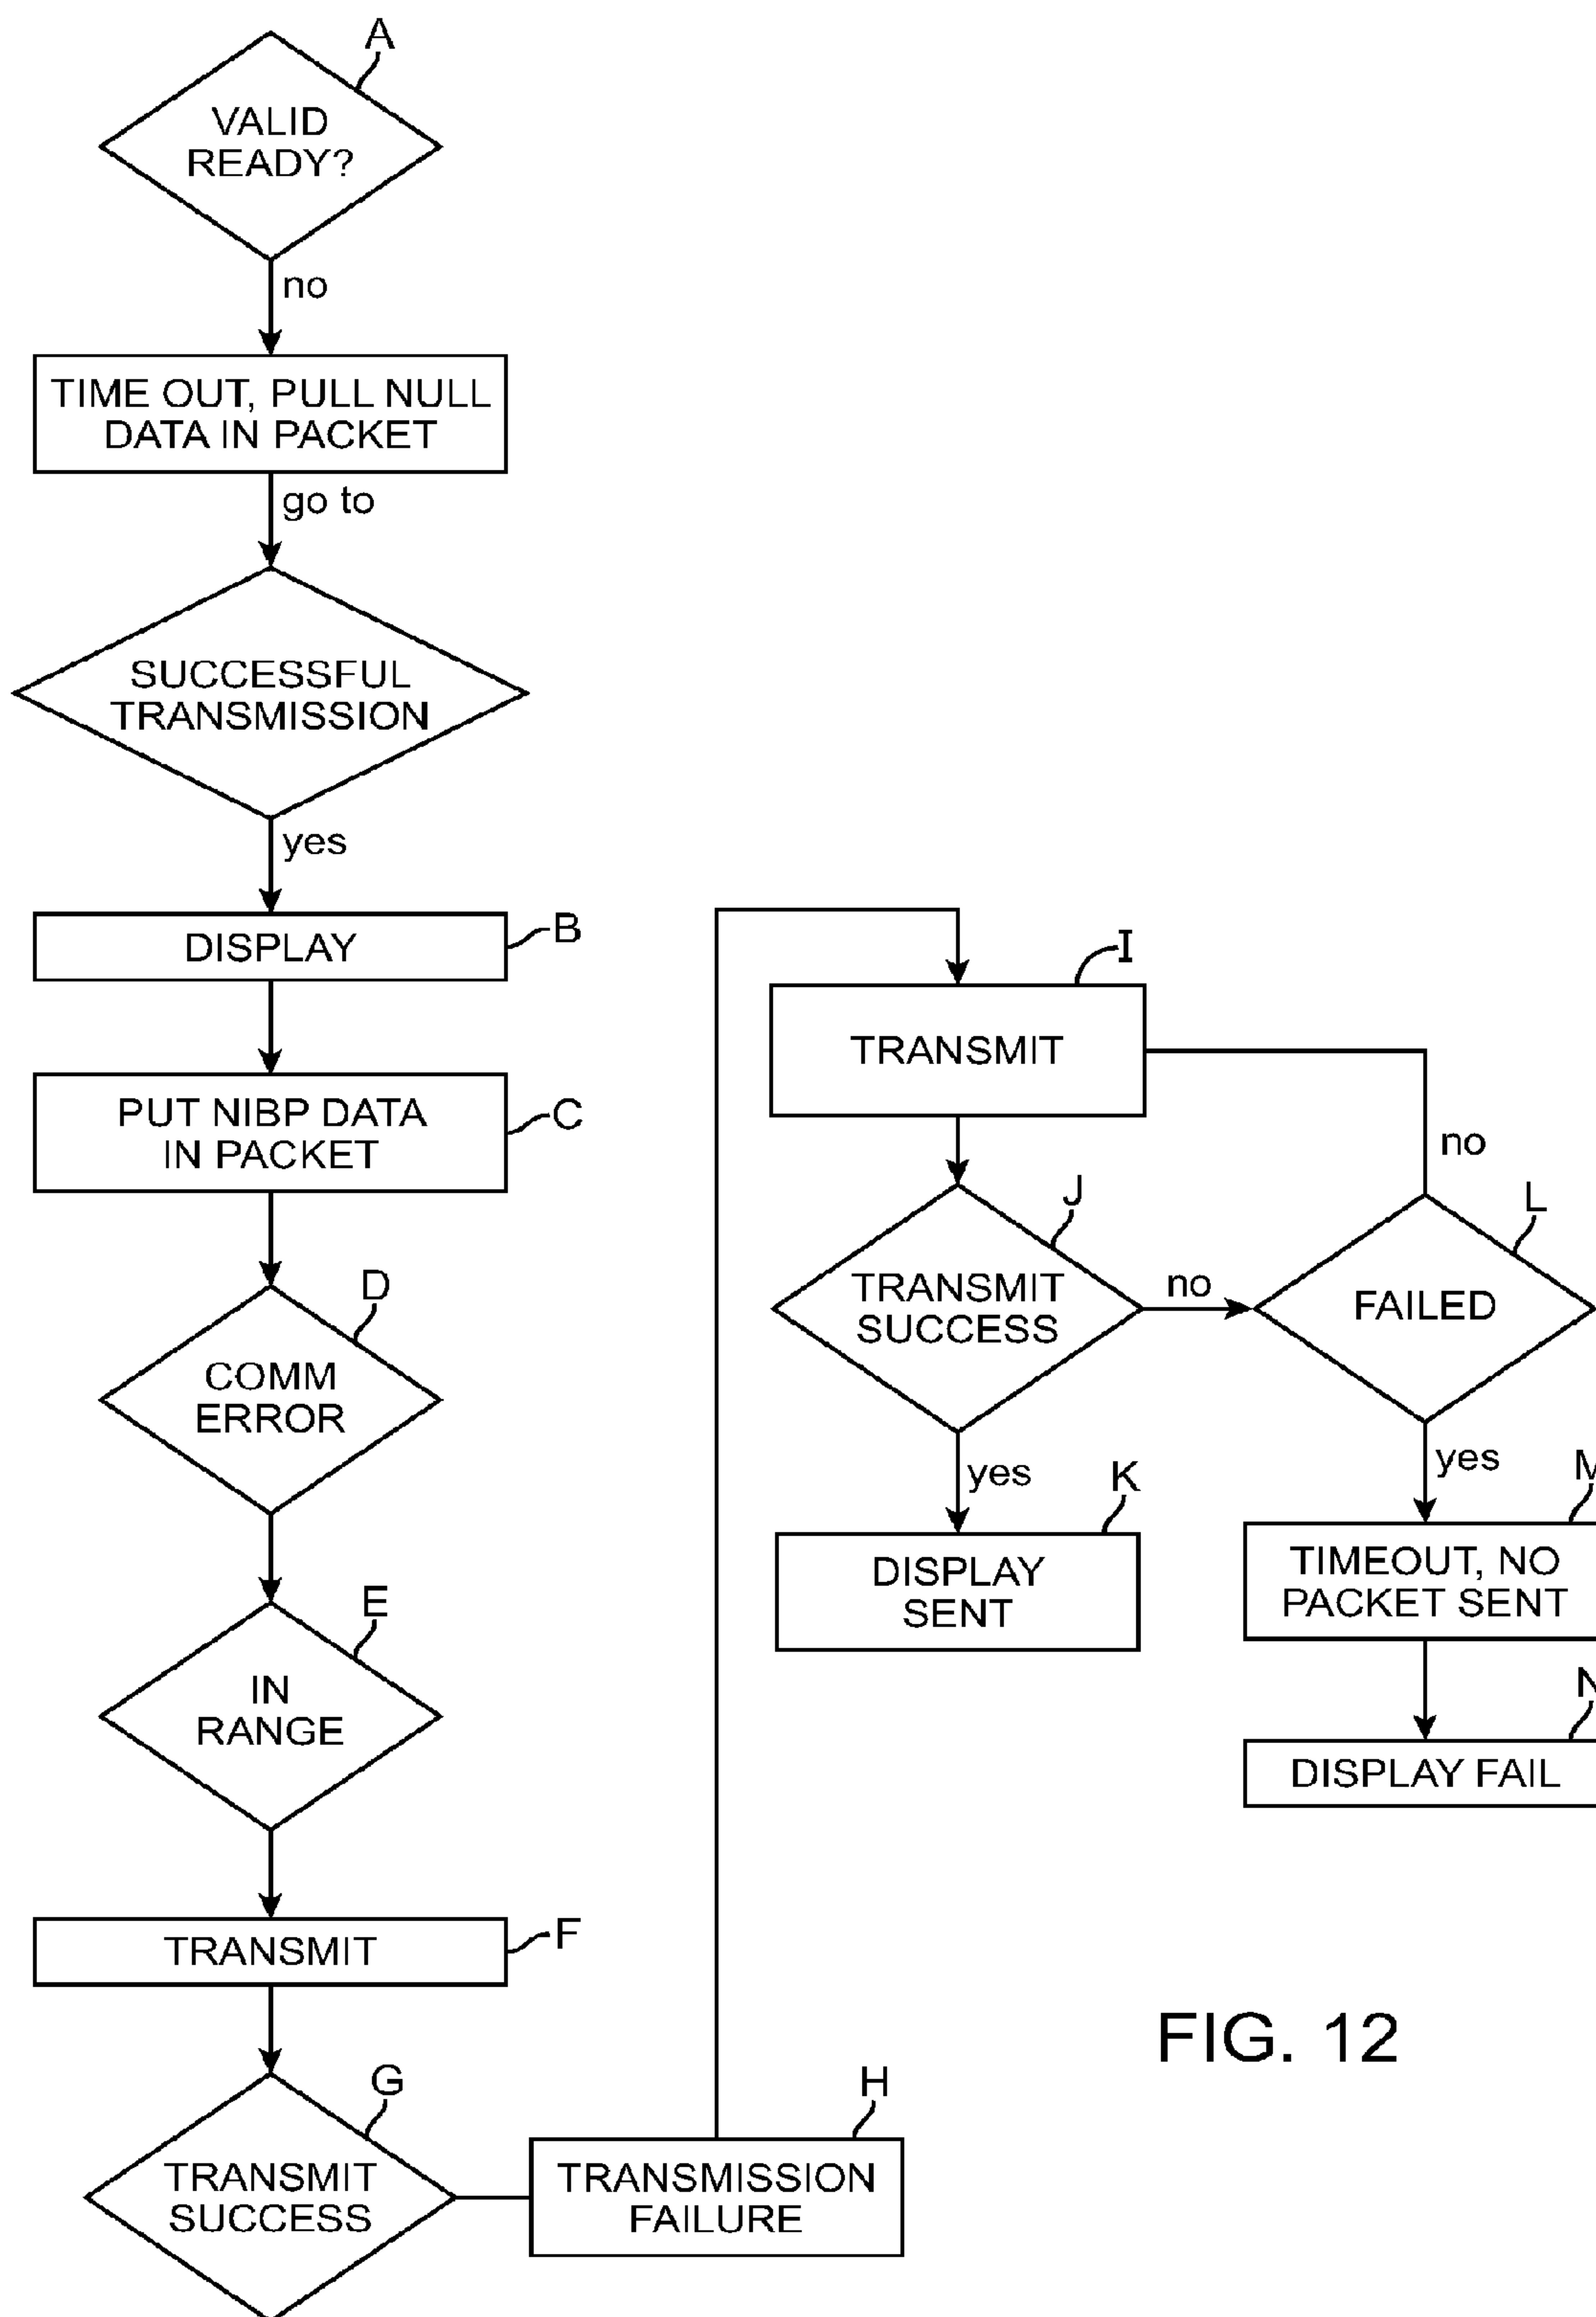 A
VALID
READY?
no
TIME OUT, PULL NULL
DATA IN PACKET
go to
SUCCESSFUL
TRANSMISSION
yes
DISPLAY
B
PUT NIBP DATA
IN PACKET
C
D
COMM
ERROR
E
IN
RANGE
TRANSMIT
F
G
TRANSMIT
SUCCESS
H
TRANSMISSION
FAILURE
I
TRANSMIT
J
TRANSMIT
SUCCESS
no
yes
K
DISPLAY
SENT
L
FAILED
no
yes
M
TIMEOUT, NO
PACKET SENT
N
DISPLAY FAIL
FIG. 12